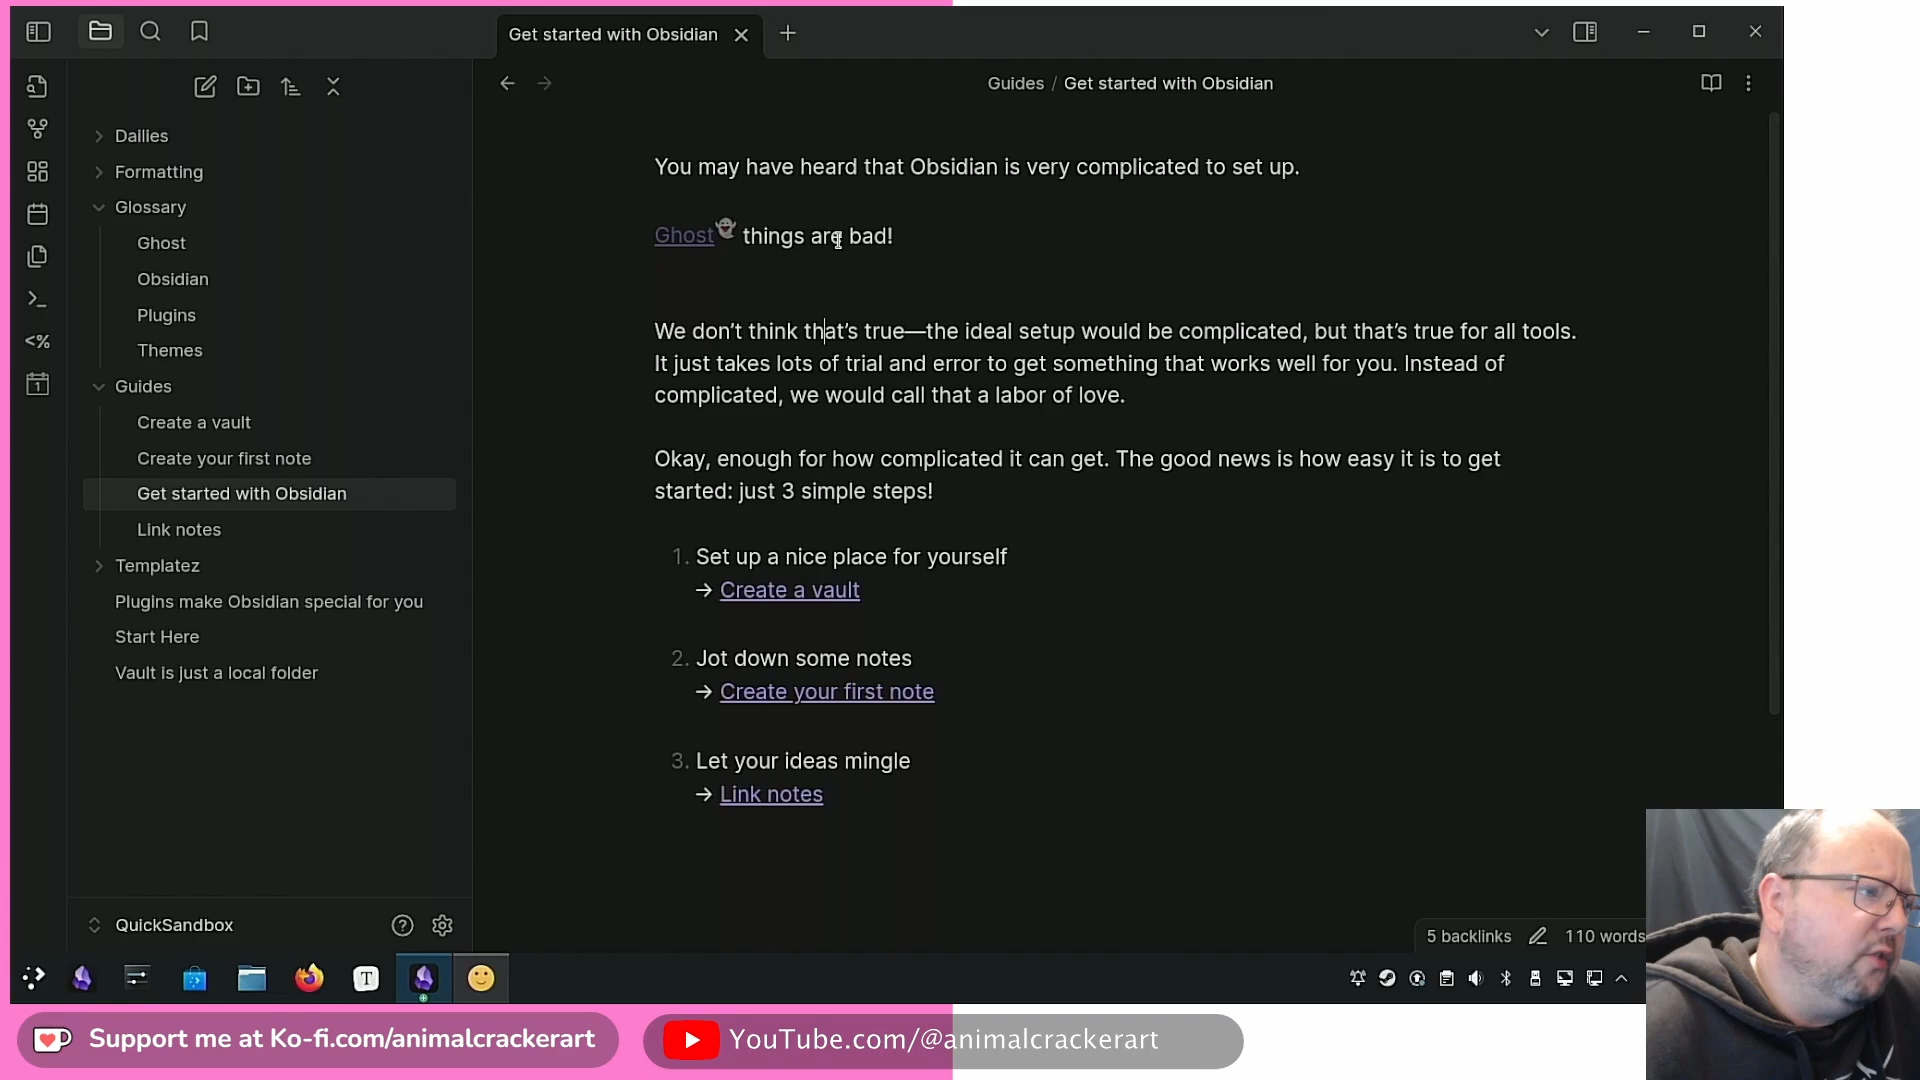 Get started with Obsidian
Guides / Get started with Obsidian
Dailies
Formatting
Glossary
Ghost
Obsidian
Plugins
Themes
Guides
Create a vault
Create your first note
Get started with Obsidian
Link notes
Templatez
Plugins make Obsidian special for you
Start Here
Vault is just a local folder
QuickSandbox
<%
1
You may have heard that Obsidian is very complicated to set up.
Ghost👻 things are bad!
We don’t think that’s true—the ideal setup would be complicated, but that’s true for all tools.
It just takes lots of trial and error to get something that works well for you. Instead of
complicated, we would call that a labor of love.
Okay, enough for how complicated it can get. The good news is how easy it is to get
started: just 3 simple steps!
1. Set up a nice place for yourself
→ Create a vault
2. Jot down some notes
→ Create your first note
3. Let your ideas mingle
→ Link notes
5 backlinks 110 words
T
Support me at Ko-fi.com/animalcrackerart
YouTube.com/@animalcrackerart